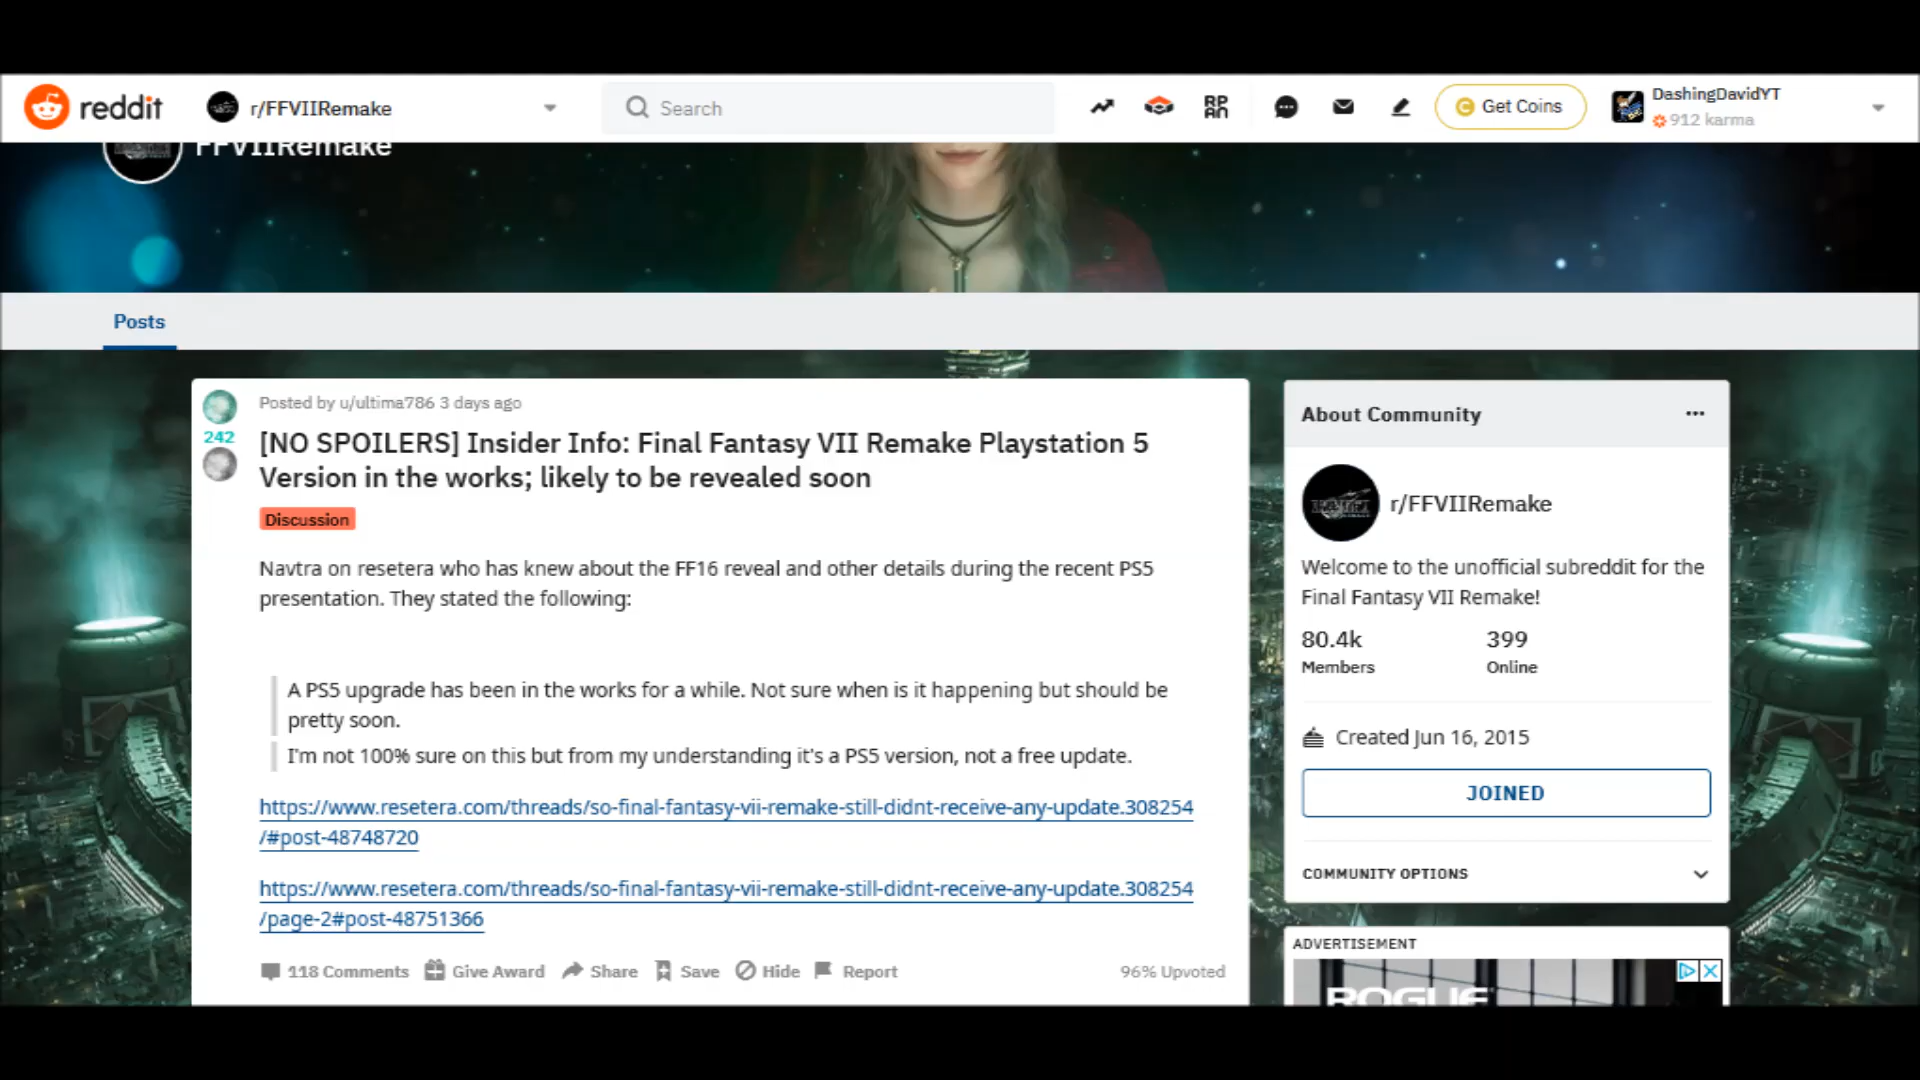 reddit
r/FFVIIRemake
Search
RPAN
Get Coins
DashingDavidYT
912 karma
FFVIIRemake
Posts
242
Posted by u/ultima786 3 days ago
[NO SPOILERS] Insider Info: Final Fantasy VII Remake Playstation 5
Version in the works; likely to be revealed soon
Discussion
Navtra on resetera who has knew about the FF16 reveal and other details during the recent PS5
presentation. They stated the following:
A PS5 upgrade has been in the works for a while. Not sure when is it happening but should be
pretty soon.
I'm not 100% sure on this but from my understanding it's a PS5 version, not a free update.
https://www.resetera.com/threads/so-final-fantasy-vii-remake-still-didnt-receive-any-update.308254
/#post-48748720
https://www.resetera.com/threads/so-final-fantasy-vii-remake-still-didnt-receive-any-update.308254
/page-2#post-48751366
118 Comments Give Award Share Save Hide Report 96% Upvoted
About Community
r/FFVIIRemake
Welcome to the unofficial subreddit for the
Final Fantasy VII Remake!
80.4k 399
Members Online
Created Jun 16, 2015
JOINED
COMMUNITY OPTIONS
ADVERTISEMENT
ROGUE